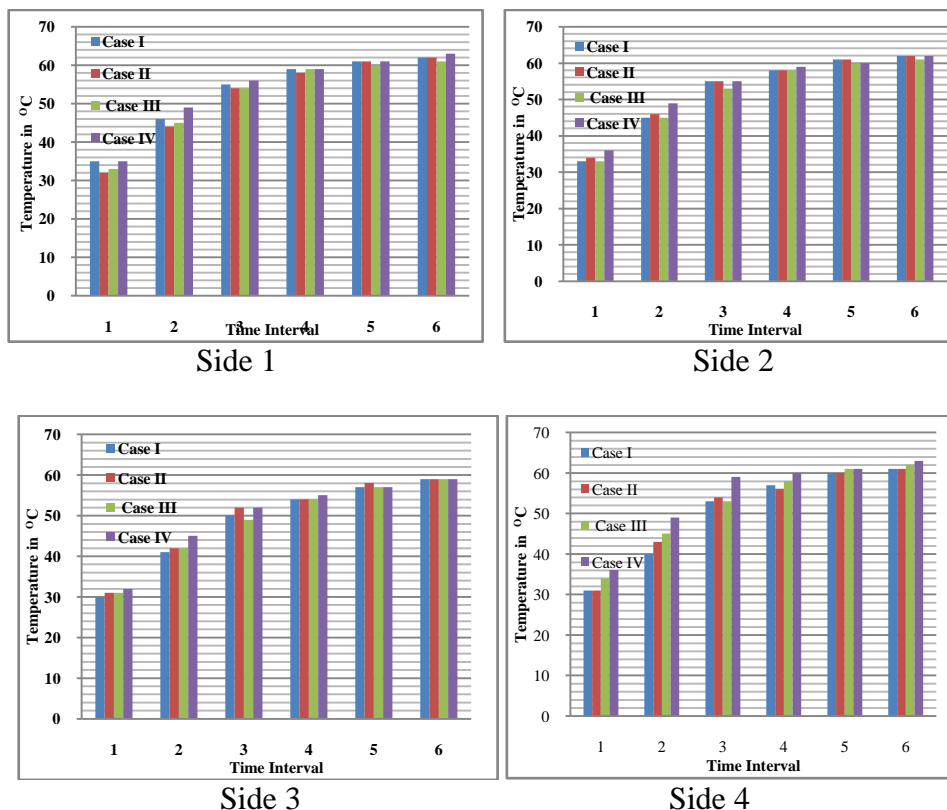 70
60
50
40
30
20
10
0
Temperature in ⁰C
Case I
Case II
Case III
Case IV
1 2 3 4 5 6
Time Interval
Side 1
70
60
50
40
30
20
10
0
Temperature in ⁰C
Case I
Case II
Case III
Case IV
1 2 3 4 5 6
Time Interval
Side 2
70
60
50
40
30
20
10
0
Temperature in ⁰C
Case I
Case II
Case III
Case IV
1 2 3 4 5 6
Time Interval
Side 3
70
60
50
40
30
20
10
0
Temperature in ⁰C
Case I
Case II
Case III
Case IV
1 2 3 4 5 6
Time Interval
Side 4